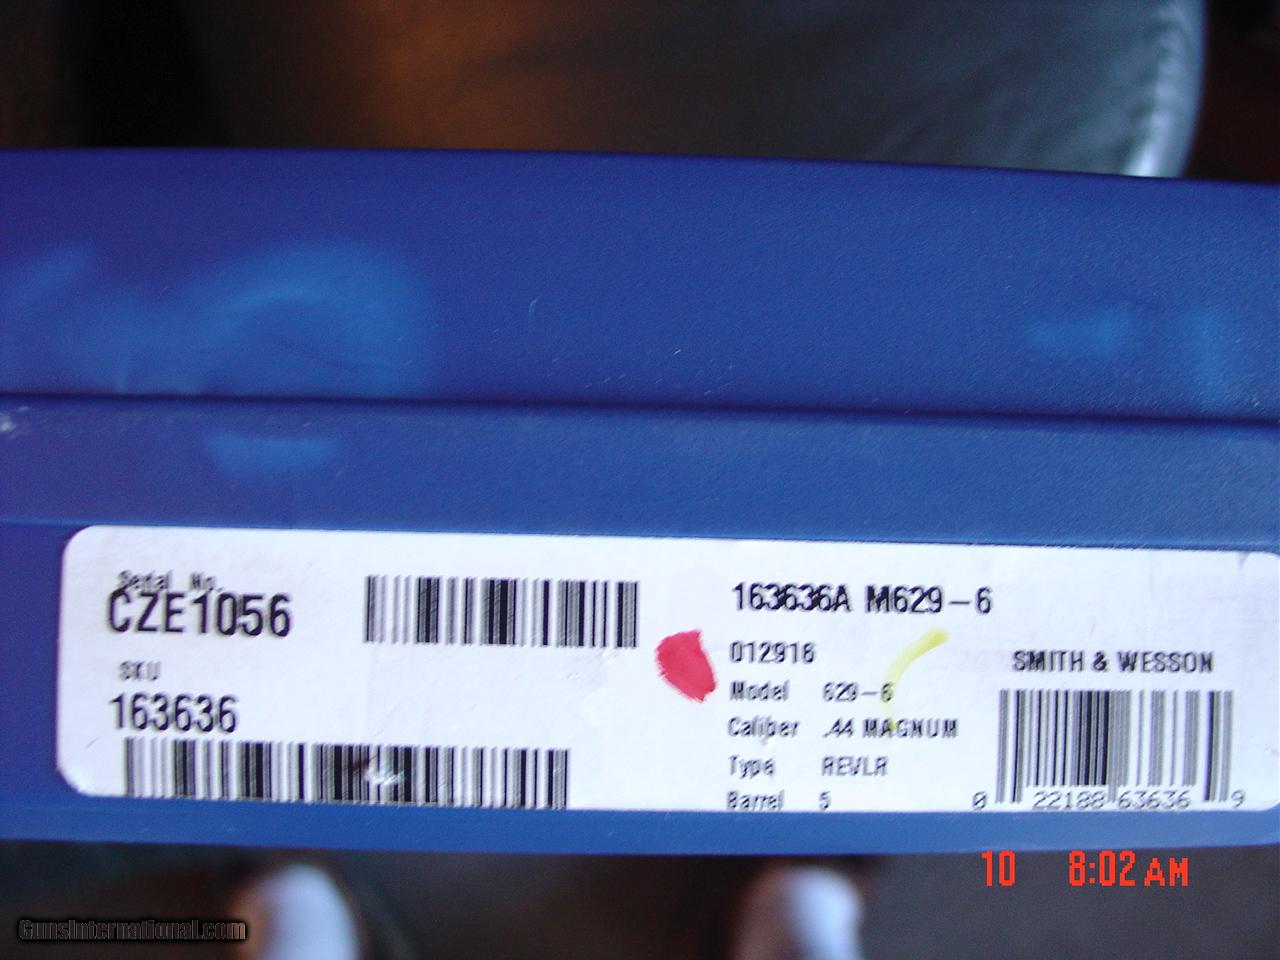 Serial No.
CZE1056
SKU
163636
163636A M629-6
012916
Model 629-6
Caliber .44 MAGNUM
Type REVLR
Barrel 5
SMITH & WESSON
0 22188 63636 9
10 8:02 AM
GunsInternational.com